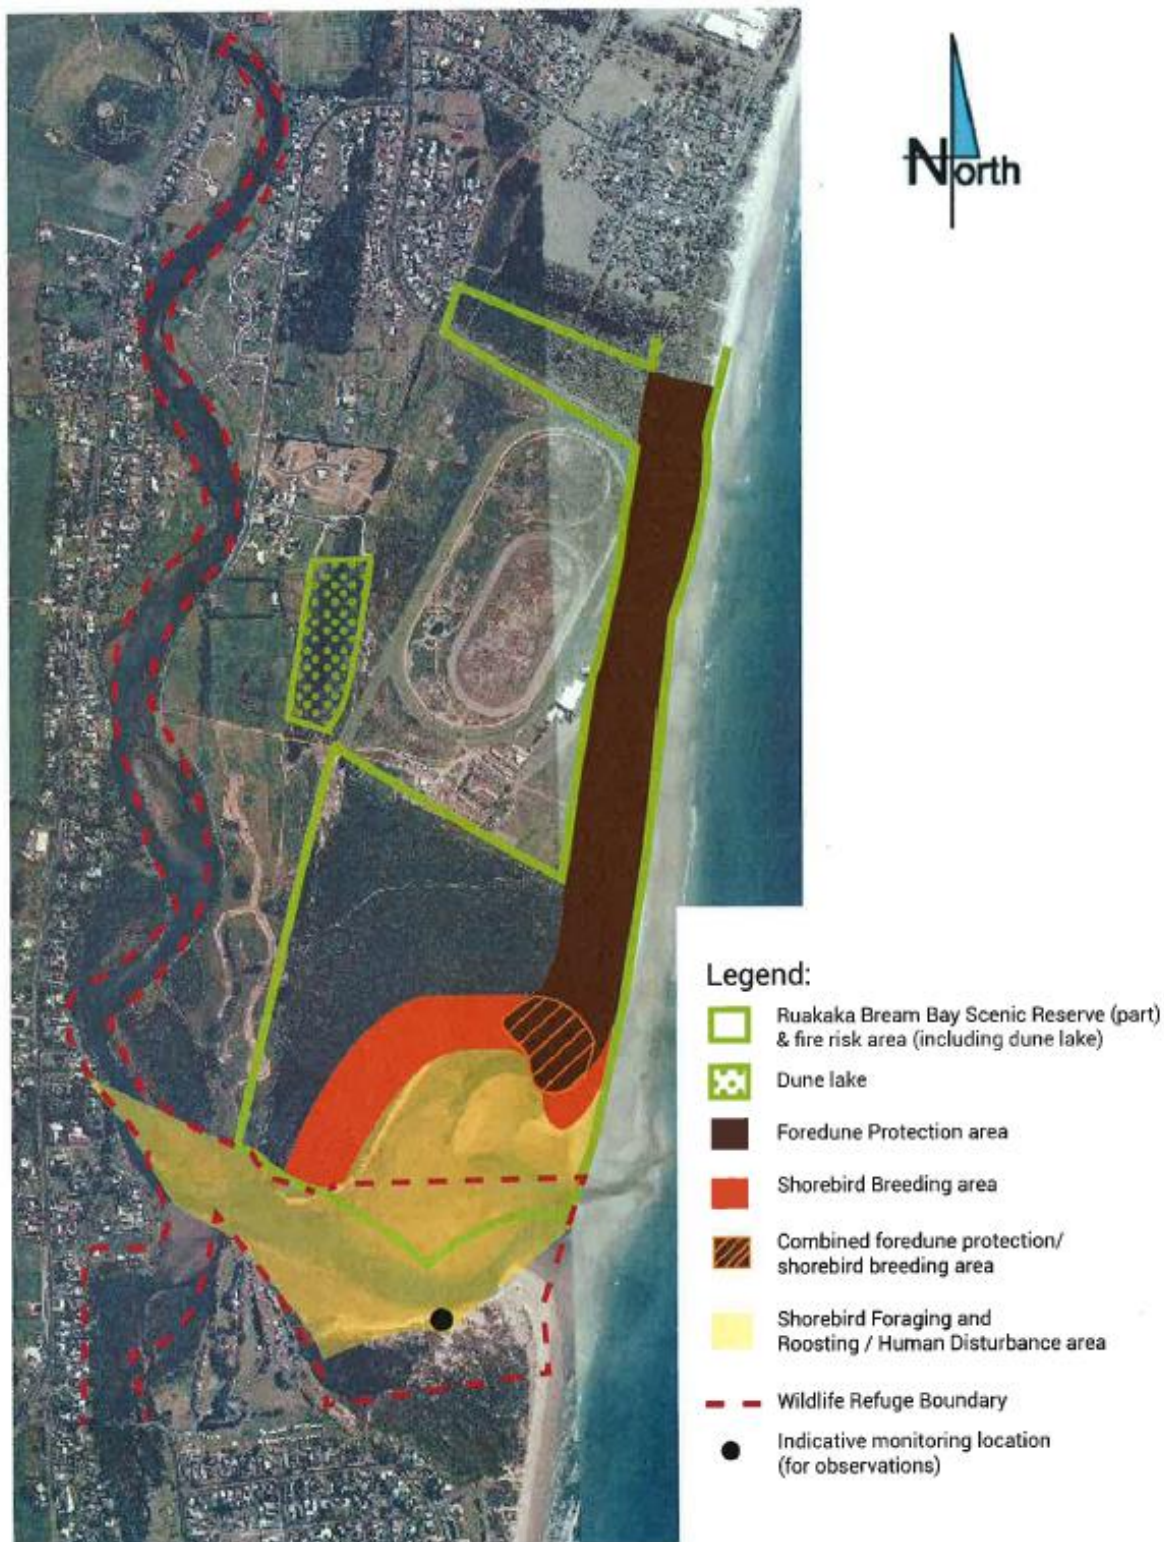 North
Legend:
Ruakaka Bream Bay Scenic Reserve (part)
& fire risk area (including dune lake)
Dune lake
Foredune Protection area
Shorebird Breeding area
Combined foredune protection/
shorebird breeding area
Shorebird Foraging and
Roosting / Human Disturbance area
Wildlife Refuge Boundary
Indicative monitoring location
(for observations)